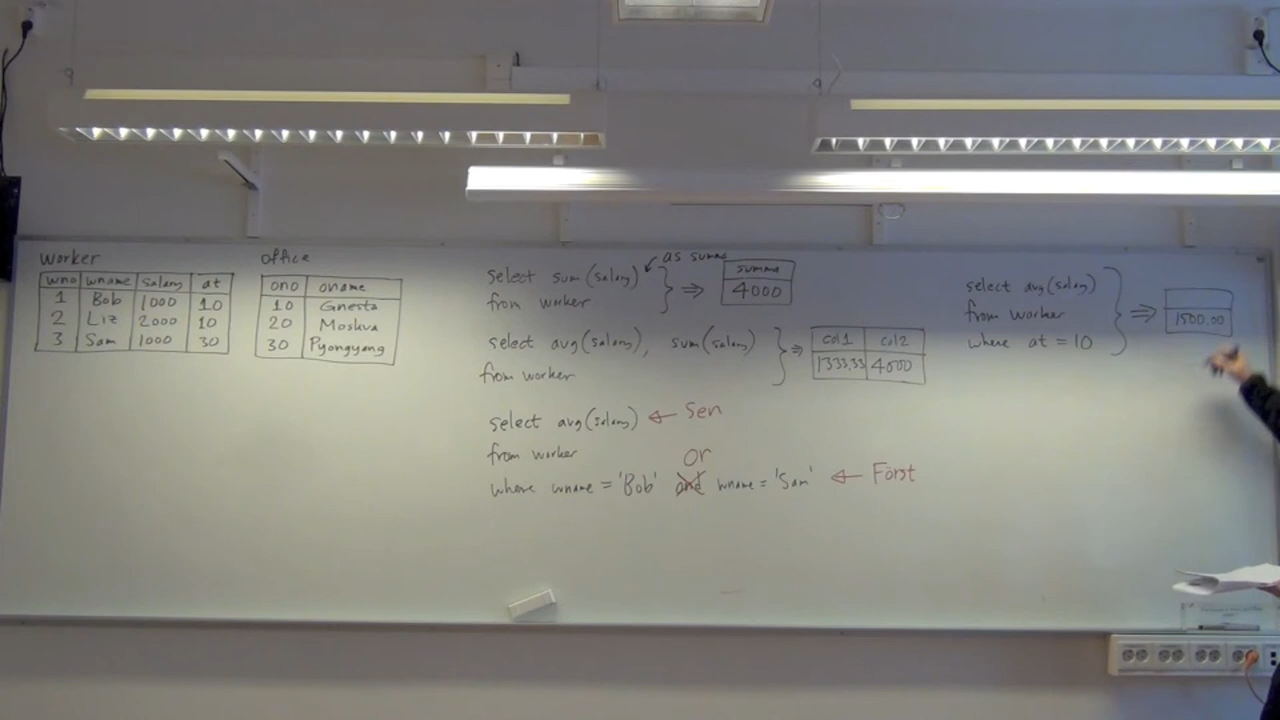 worker
wno wname salary at
1 Bob 1000 10
2 Liz 2000 10
3 Sam 1000 30
office
ono oname
10 Gnesta
20 Moskva
30 Pyongyang
select sum(salary) as summa
from worker
⇒
summa
4000
select avg(salary), sum(salary)
from worker
⇒
col1 col2
1333.33 4000
select avg(salary) ← Sen
from worker
or
where wname = 'Bob' and wname = 'Sam' ← Först
select avg(salary)
from worker
where at = 10
⇒
1500.00